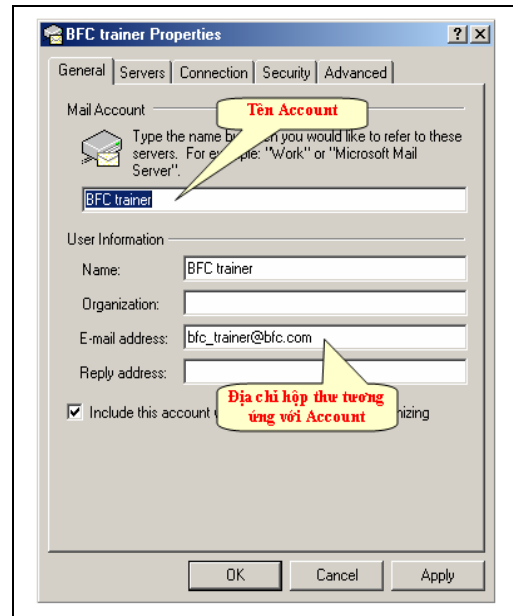 BFC trainer Properties
General Servers Connection Security Advanced
Mail Account
Tên Account
Type the name by you would like to refer to these
servers. For example: "Work" or "Microsoft Mail
Server".
BFC trainer
User Information
Name: BFC trainer
Organization:
E-mail address: bfc_trainer@bfc.com
Reply address:
Địa chỉ hộp thư tương
ứng với Account
Include this account
OK Cancel Apply